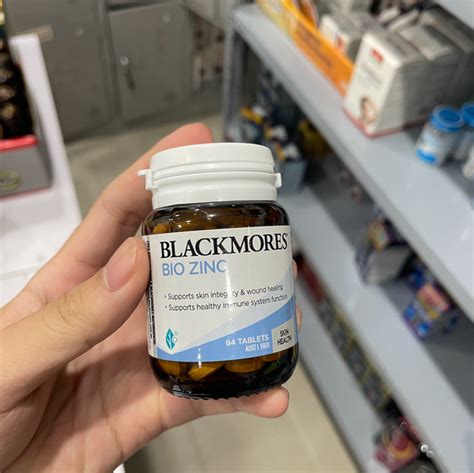 BLACKMORES
BIO ZINC
• Supports skin integrity & wound healing
• Supports healthy immune system function
84 TABLETS
SKIN
HEALTH